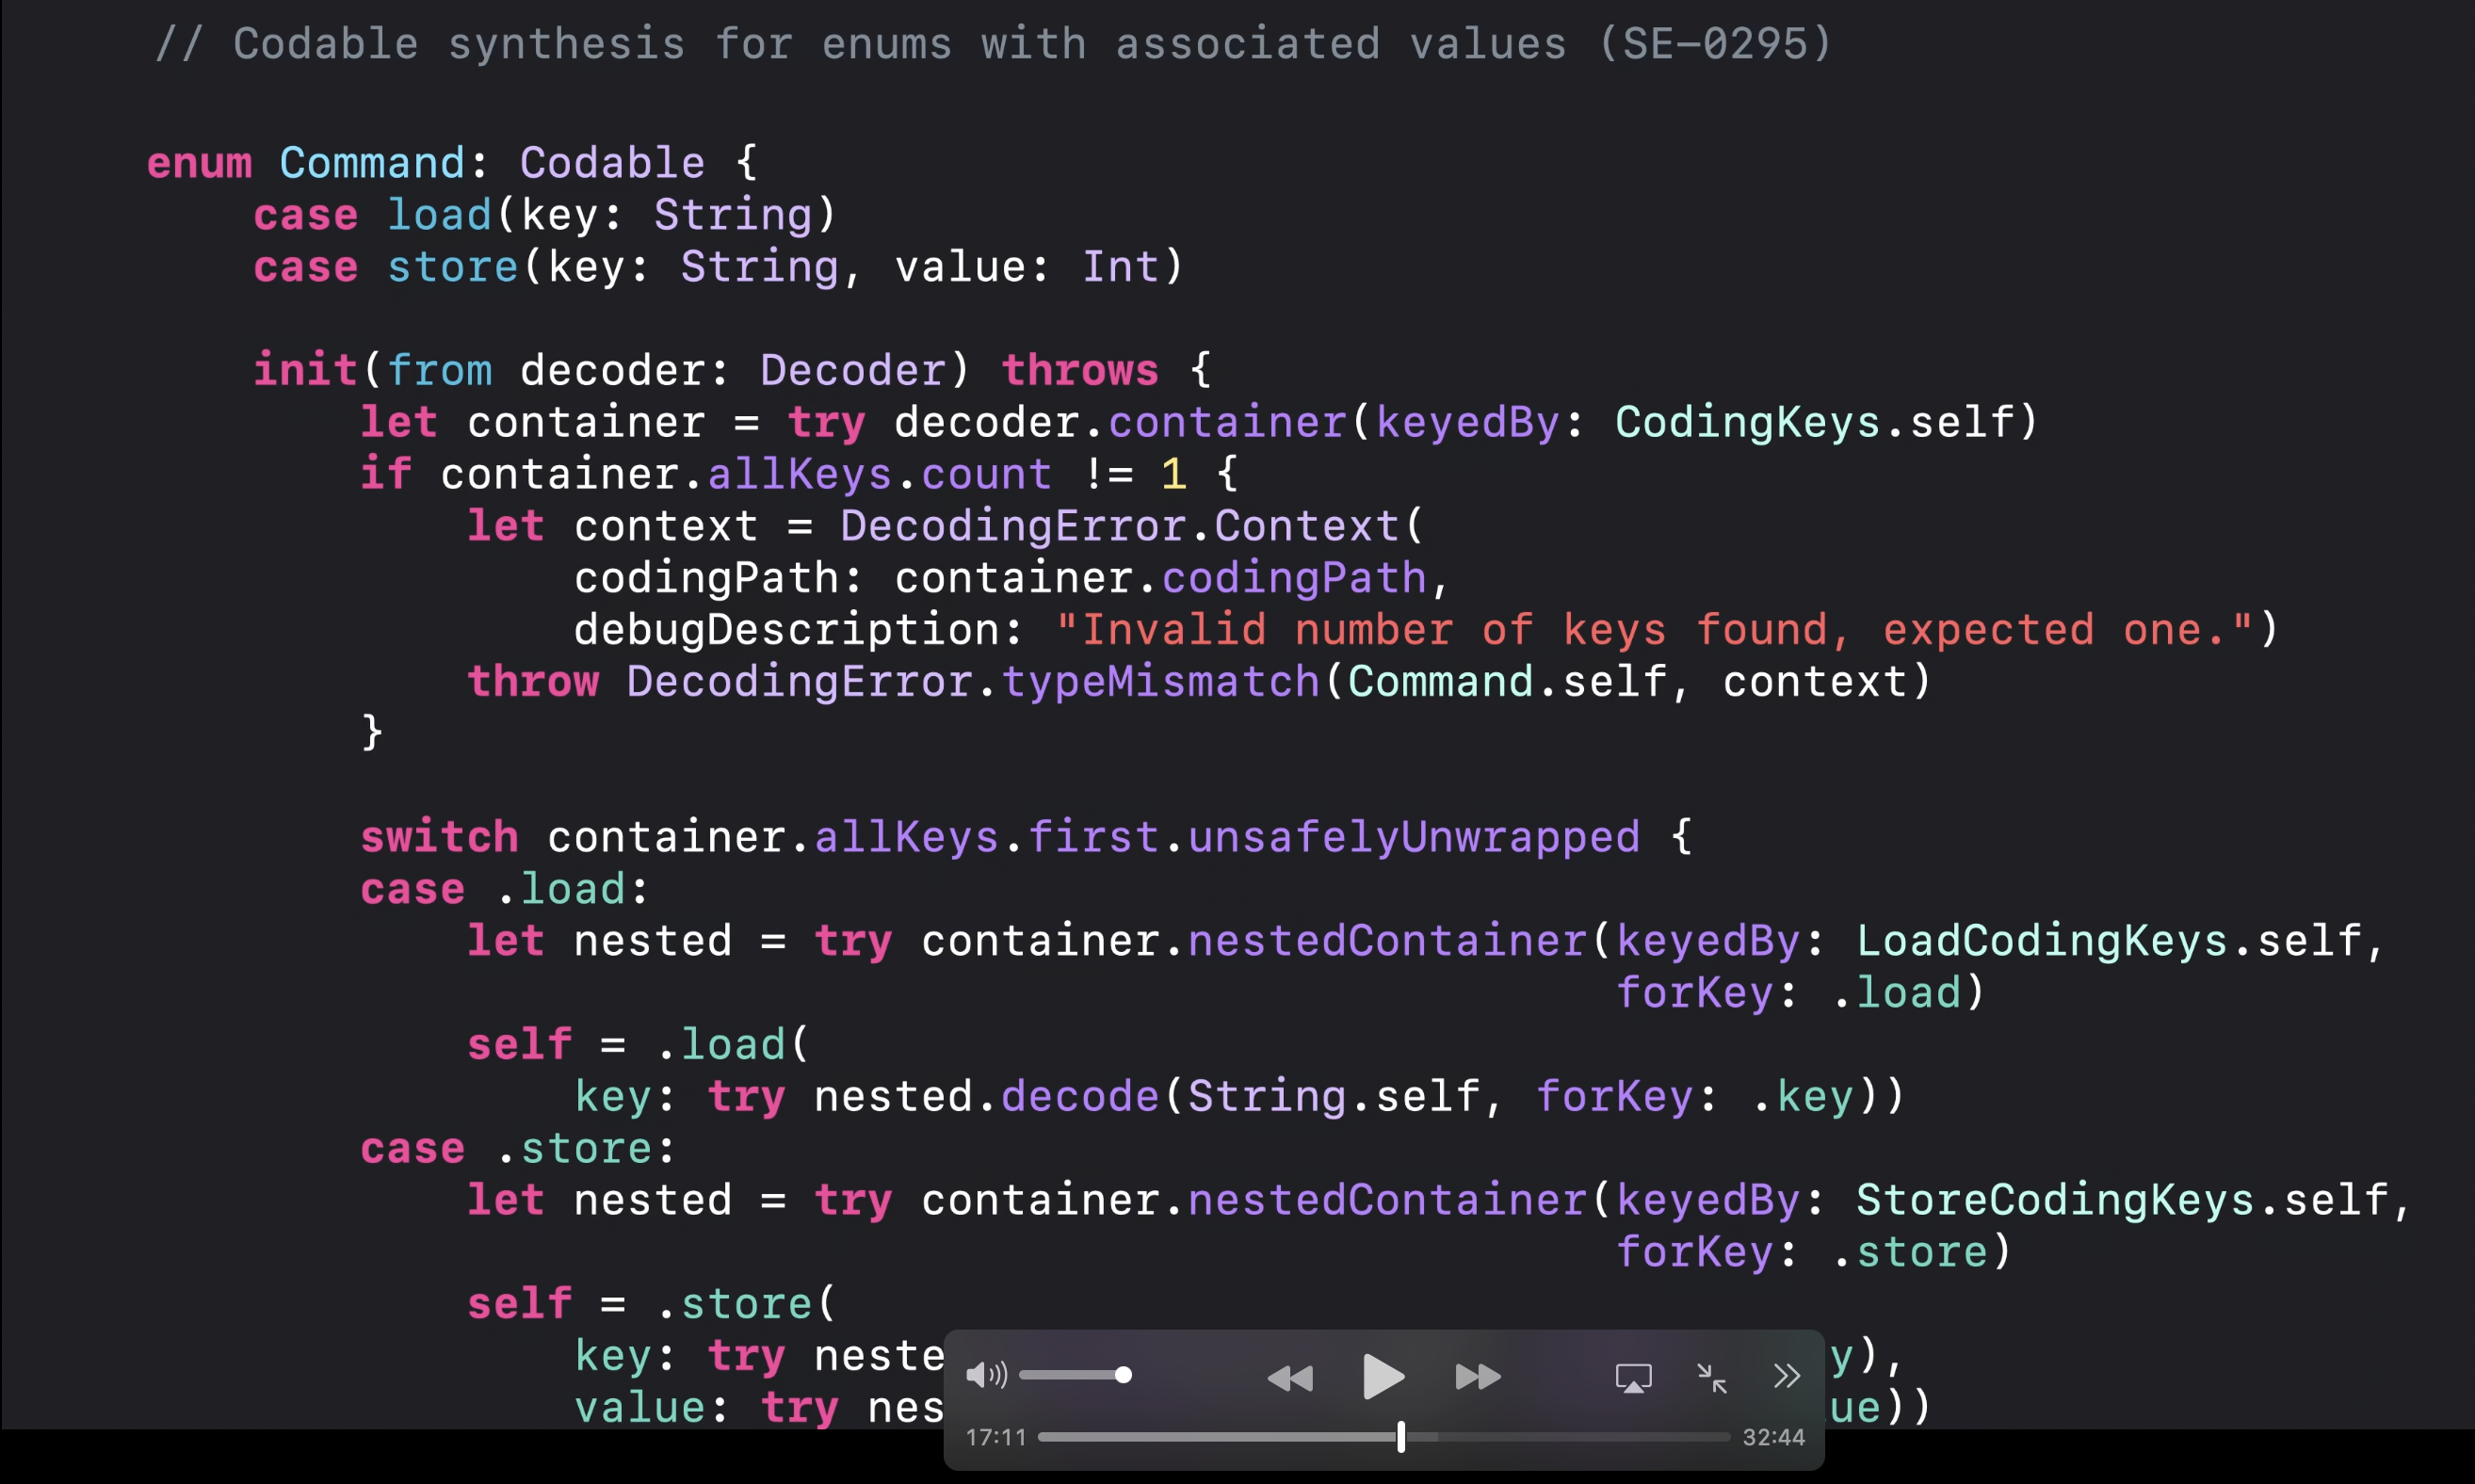 // Codable synthesis for enums with associated values (SE-0295)
enum Command: Codable {
case load(key: String)
case store(key: String, value: Int)
init(from decoder: Decoder) throws {
let container = try decoder.container(keyedBy: CodingKeys.self)
if container.allKeys.count != 1 {
let context = DecodingError.Context(
codingPath: container.codingPath,
debugDescription: "Invalid number of keys found, expected one.")
throw DecodingError.typeMismatch(Command.self, context)
}
switch container.allKeys.first.unsafelyUnwrapped {
case .load:
let nested = try container.nestedContainer(keyedBy: LoadCodingKeys.self,
forKey: .load)
self = .load(
key: try nested.decode(String.self, forKey: .key))
case .store:
let nested = try container.nestedContainer(keyedBy: StoreCodingKeys.self,
forKey: .store)
self = .store(
key: try neste y),
value: try nes ue))
17:11 32:44